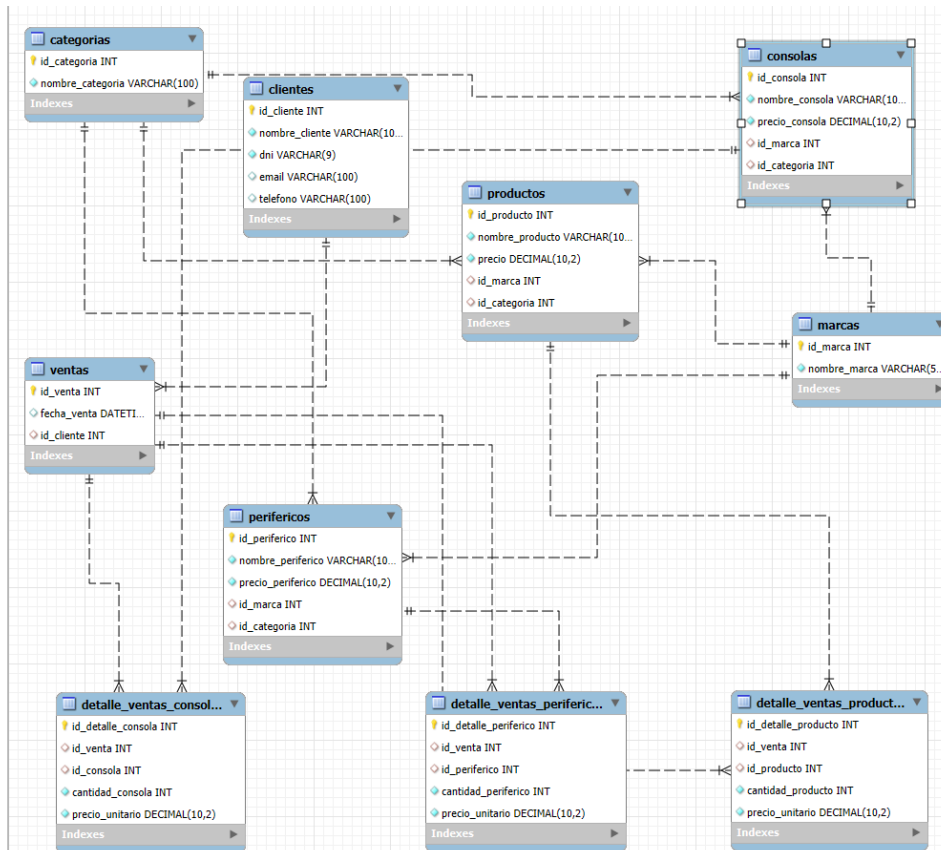 categorias
id_categoria INT
nombre_categoria VARCHAR(100)
Indexes
clientes
id_cliente INT
nombre_cliente VARCHAR(10...
dni VARCHAR(9)
email VARCHAR(100)
telefono VARCHAR(100)
Indexes
consolas
id_consola INT
nombre_consola VARCHAR(10...
precio_consola DECIMAL(10,2)
id_marca INT
id_categoria INT
Indexes
productos
id_producto INT
nombre_producto VARCHAR(10...
precio DECIMAL(10,2)
id_marca INT
id_categoria INT
Indexes
marcas
id_marca INT
nombre_marca VARCHAR(5...
Indexes
ventas
id_venta INT
fecha_venta DATETI...
id_cliente INT
Indexes
perifericos
id_periferico INT
nombre_periferico VARCHAR(10...
precio_periferico DECIMAL(10,2)
id_marca INT
id_categoria INT
Indexes
detalle_ventas_consol...
id_detalle_consola INT
id_venta INT
id_consola INT
cantidad_consola INT
precio_unitario DECIMAL(10,2)
Indexes
detalle_ventas_periferic...
id_detalle_periferico INT
id_venta INT
id_periferico INT
cantidad_periferico INT
precio_unitario DECIMAL(10,2)
Indexes
detalle_ventas_product...
id_detalle_producto INT
id_venta INT
id_producto INT
cantidad_producto INT
precio_unitario DECIMAL(10,2)
Indexes